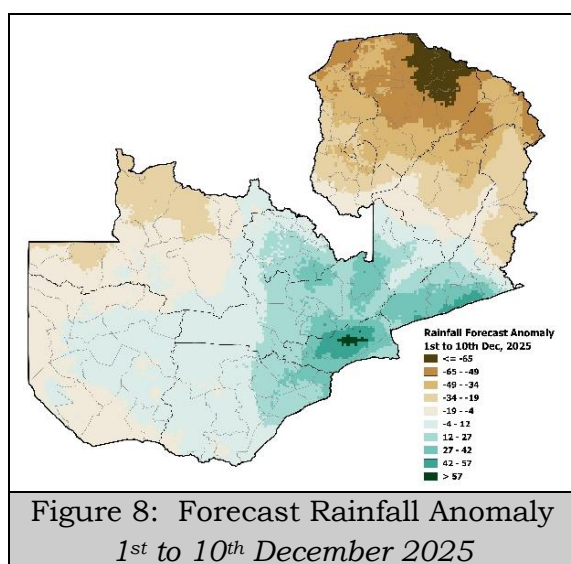 Rainfall Forecast Anomaly
1st to 10th Dec, 2025
<= -65
-65 - -49
-49 - -34
-34 - -19
-19 - -4
-4 - 12
12 - 27
27 - 42
42 - 57
> 57
Figure 8: Forecast Rainfall Anomaly
1st to 10th December 2025